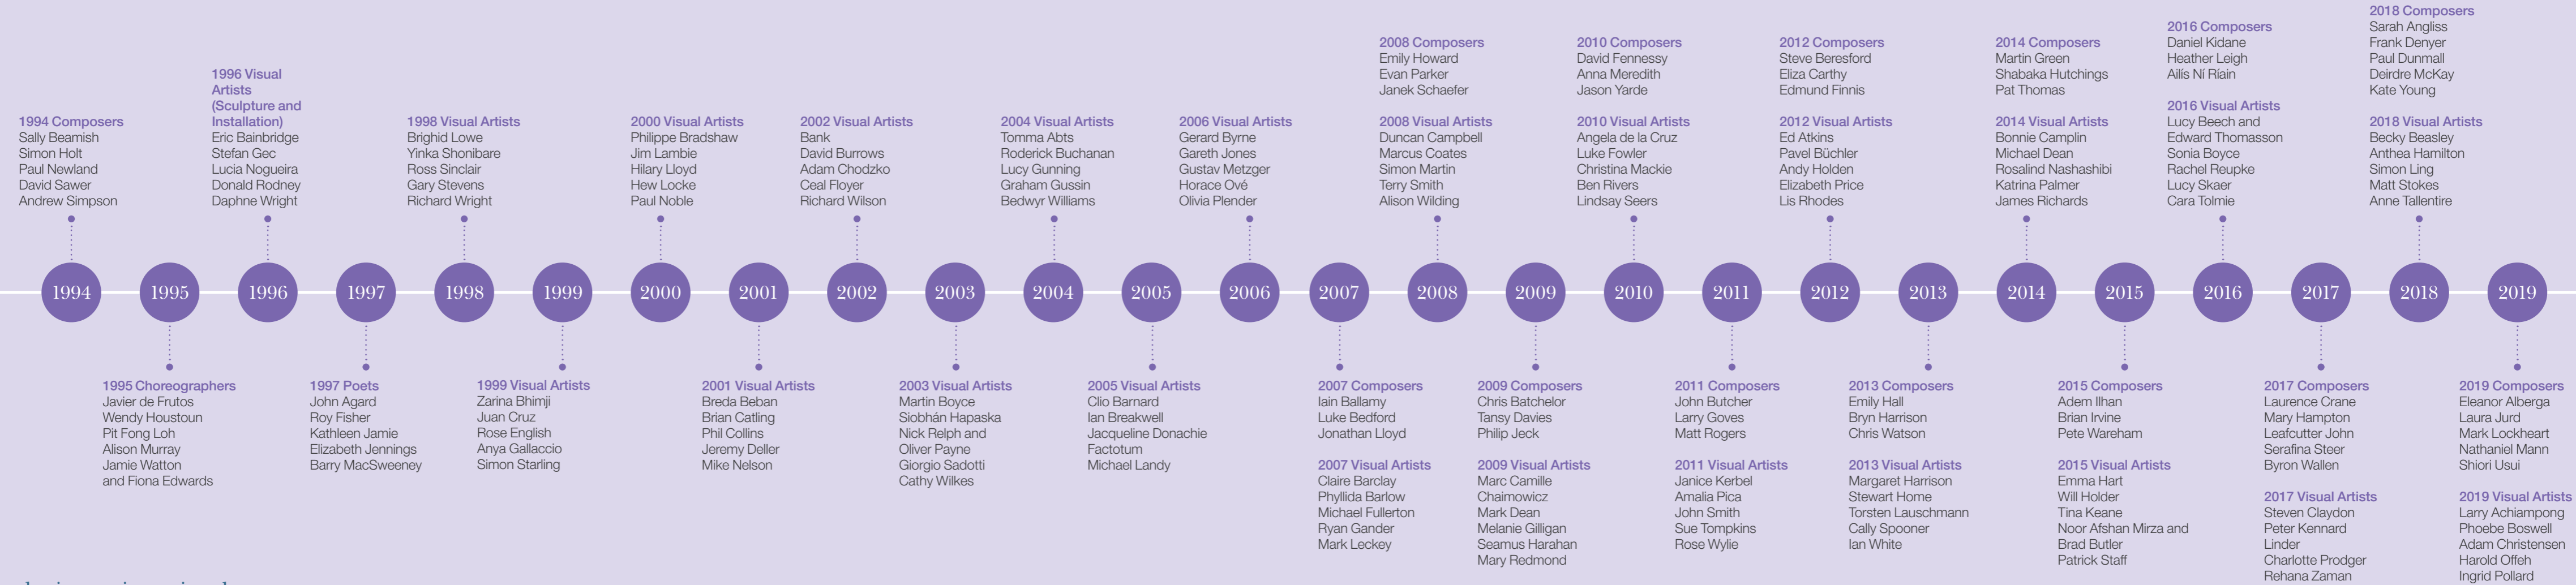 1994 Composers
Sally Beamish
Simon Holt
Paul Newland
David Sawer
Andrew Simpson
1996 Visual
Artists
(Sculpture and
Installation)
Eric Bainbridge
Stefan Gec
Lucia Nogueira
Donald Rodney
Daphne Wright
1998 Visual Artists
Brighid Lowe
Yinka Shonibare
Ross Sinclair
Gary Stevens
Richard Wright
2000 Visual Artists
Philippe Bradshaw
Jim Lambie
Hilary Lloyd
Hew Locke
Paul Noble
2002 Visual Artists
Bank
David Burrows
Adam Chodzko
Ceal Floyer
Richard Wilson
2004 Visual Artists
Tomma Abts
Roderick Buchanan
Lucy Gunning
Graham Gussin
Bedwyr Williams
2006 Visual Artists
Gerard Byrne
Gareth Jones
Gustav Metzger
Horace Ové
Olivia Plender
2008 Composers
Emily Howard
Evan Parker
Janek Schaefer
2008 Visual Artists
Duncan Campbell
Marcus Coates
Simon Martin
Terry Smith
Alison Wilding
2010 Composers
David Fennessy
Anna Meredith
Jason Yarde
2010 Visual Artists
Angela de la Cruz
Luke Fowler
Christina Mackie
Ben Rivers
Lindsay Seers
2012 Composers
Steve Beresford
Eliza Carthy
Edmund Finnis
2012 Visual Artists
Ed Atkins
Pavel Büchler
Andy Holden
Elizabeth Price
Lis Rhodes
2014 Composers
Martin Green
Shabaka Hutchings
Pat Thomas
2014 Visual Artists
Bonnie Camplin
Michael Dean
Rosalind Nashashibi
Katrina Palmer
James Richards
2016 Composers
Daniel Kidane
Heather Leigh
Ailís Ní Ríain
2016 Visual Artists
Lucy Beech and
Edward Thomasson
Sonia Boyce
Rachel Reupke
Lucy Skaer
Cara Tolmie
2018 Composers
Sarah Angliss
Frank Denyer
Paul Dunmall
Deirdre McKay
Kate Young
2018 Visual Artists
Becky Beasley
Anthea Hamilton
Simon Ling
Matt Stokes
Anne Tallentire
1994
1995
1996
1997
1998
1999
2000
2001
2002
2003
2004
2005
2006
2007
2008
2009
2010
2011
2012
2013
2014
2015
2016
2017
2018
2019
1995 Choreographers
Javier de Frutos
Wendy Houstoun
Pit Fong Loh
Alison Murray
Jamie Watton
and Fiona Edwards
1997 Poets
John Agard
Roy Fisher
Kathleen Jamie
Elizabeth Jennings
Barry MacSweeney
1999 Visual Artists
Zarina Bhimji
Juan Cruz
Rose English
Anya Gallaccio
Simon Starling
2001 Visual Artists
Breda Beban
Brian Catling
Phil Collins
Jeremy Deller
Mike Nelson
2003 Visual Artists
Martin Boyce
Siobhán Hapaska
Nick Relph and
Oliver Payne
Giorgio Sadotti
Cathy Wilkes
2005 Visual Artists
Clio Barnard
Ian Breakwell
Jacqueline Donachie
Factotum
Michael Landy
2007 Composers
Iain Ballamy
Luke Bedford
Jonathan Lloyd
2007 Visual Artists
Claire Barclay
Phyllida Barlow
Michael Fullerton
Ryan Gander
Mark Leckey
2009 Composers
Chris Batchelor
Tansy Davies
Philip Jeck
2009 Visual Artists
Marc Camille
Chaimowicz
Mark Dean
Melanie Gilligan
Seamus Harahan
Mary Redmond
2011 Composers
John Butcher
Larry Goves
Matt Rogers
2011 Visual Artists
Janice Kerbel
Amalia Pica
John Smith
Sue Tompkins
Rose Wylie
2013 Composers
Emily Hall
Bryn Harrison
Chris Watson
2013 Visual Artists
Margaret Harrison
Stewart Home
Torsten Lauschmann
Cally Spooner
Ian White
2015 Composers
Adem Ilhan
Brian Irvine
Pete Wareham
2015 Visual Artists
Emma Hart
Will Holder
Tina Keane
Noor Afshan Mirza and
Brad Butler
Patrick Staff
2017 Composers
Laurence Crane
Mary Hampton
Leafcutter John
Serafina Steer
Byron Wallen
2017 Visual Artists
Steven Claydon
Peter Kennard
Linder
Charlotte Prodger
Rehana Zaman
2019 Composers
Eleanor Alberga
Laura Jurd
Mark Lockheart
Nathaniel Mann
Shiori Usui
2019 Visual Artists
Larry Achiampong
Phoebe Boswell
Adam Christensen
Harold Offeh
Ingrid Pollard